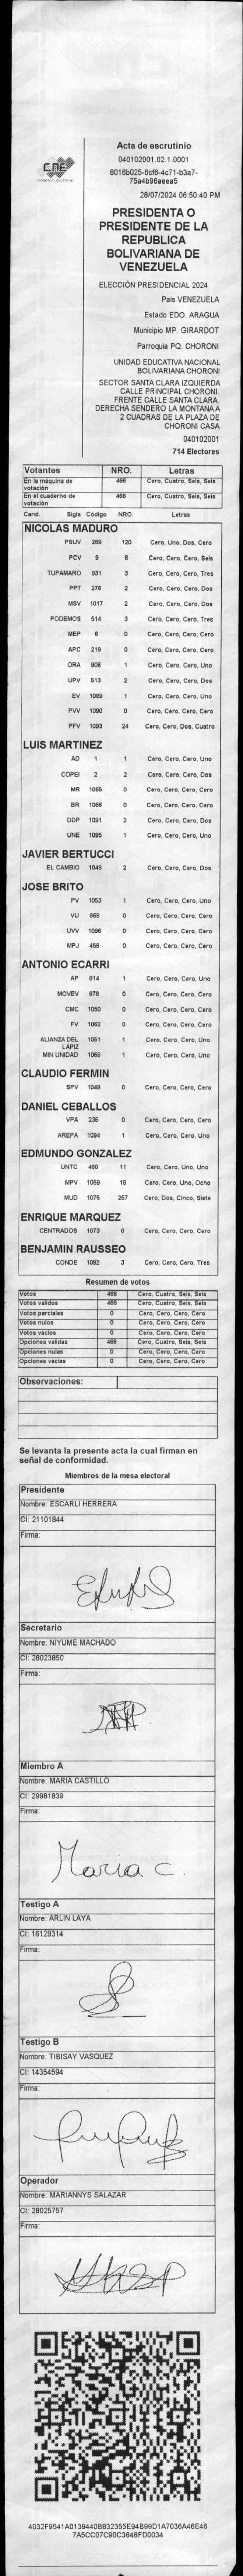 CNE
Acta de escrutinio
040102001.02.1.0001
8016b025-6cf6-4c71-b3a7-
75a4b96aeea5
28/07/2024 06:50:40 PM
PRESIDENTA O
PRESIDENTE DE LA
REPUBLICA
BOLIVARIANA DE
VENEZUELA
ELECCIÓN PRESIDENCIAL 2024
País VENEZUELA
Estado EDO. ARAGUA
Municipio MP. GIRARDOT
Parroquia PQ. CHORONI
UNIDAD EDUCATIVA NACIONAL
BOLIVARIANA CHORONI
SECTOR SANTA CLARA IZQUIERDA
CALLE PRINCIPAL CHORONI.
FRENTE CALLE SANTA CLARA.
DERECHA SENDERO LA MONTANA A
2 CUADRAS DE LA PLAZA DE
CHORONI CASA
040102001
714 Electores
Votantes NRO. Letras
En la máquina de votación 466 Cero, Cuatro, Seis, Seis
En el cuaderno de votación 466 Cero, Cuatro, Seis, Seis
Cand. Sigla Código NRO. Letras
NICOLAS MADURO
PSUV 269 120 Cero, Uno, Dos, Cero
PCV 9 6 Cero, Cero, Cero, Seis
TUPAMARO 931 3 Cero, Cero, Cero, Tres
PPT 276 2 Cero, Cero, Cero, Dos
MSV 1017 2 Cero, Cero, Cero, Dos
PODEMOS 514 3 Cero, Cero, Cero, Tres
MEP 6 0 Cero, Cero, Cero, Cero
APC 219 0 Cero, Cero, Cero, Cero
ORA 906 1 Cero, Cero, Cero, Uno
UPV 513 2 Cero, Cero, Cero, Dos
EV 1089 1 Cero, Cero, Cero, Uno
PVV 1090 0 Cero, Cero, Cero, Cero
PFV 1093 24 Cero, Cero, Dos, Cuatro
LUIS MARTINEZ
AD 1 1 Cero, Cero, Cero, Uno
COPEI 2 2 Cero, Cero, Cero, Dos
MR 1065 0 Cero, Cero, Cero, Cero
BR 1066 0 Cero, Cero, Cero, Cero
DDP 1091 2 Cero, Cero, Cero, Dos
UNE 1095 1 Cero, Cero, Cero, Uno
JAVIER BERTUCCI
EL CAMBIO 1048 2 Cero, Cero, Cero, Dos
JOSE BRITO
PV 1053 1 Cero, Cero, Cero, Uno
VU 868 0 Cero, Cero, Cero, Cero
UVV 1096 0 Cero, Cero, Cero, Cero
MPJ 458 0 Cero, Cero, Cero, Cero
ANTONIO ECARRI
AP 814 1 Cero, Cero, Cero, Uno
MOVEV 878 0 Cero, Cero, Cero, Cero
CMC 1050 0 Cero, Cero, Cero, Cero
FV 1062 0 Cero, Cero, Cero, Cero
ALIANZA DEL LAPIZ 1051 1 Cero, Cero, Cero, Uno
MIN UNIDAD 1068 1 Cero, Cero, Cero, Uno
CLAUDIO FERMIN
SPV 1049 0 Cero, Cero, Cero, Cero
DANIEL CEBALLOS
VPA 236 0 Cero, Cero, Cero, Cero
AREPA 1094 1 Cero, Cero, Cero, Uno
EDMUNDO GONZALEZ
UNTC 460 11 Cero, Cero, Uno, Uno
MPV 1069 18 Cero, Cero, Uno, Ocho
MUD 1075 257 Cero, Dos, Cinco, Siete
ENRIQUE MARQUEZ
CENTRADOS 1073 0 Cero, Cero, Cero, Cero
BENJAMIN RAUSSEO
CONDE 1092 3 Cero, Cero, Cero, Tres
Resumen de votos
Votos 466 Cero, Cuatro, Seis, Seis
Votos validos 466 Cero, Cuatro, Seis, Seis
Votos parciales 0 Cero, Cero, Cero, Cero
Votos nulos 0 Cero, Cero, Cero, Cero
Votos vacios 0 Cero, Cero, Cero, Cero
Opciones validas 466 Cero, Cuatro, Seis, Seis
Opciones nulas 0 Cero, Cero, Cero, Cero
Opciones vacias 0 Cero, Cero, Cero, Cero
Observaciones:
Se levanta la presente acta la cual firman en
señal de conformidad.
Miembros de la mesa electoral
Presidente
Nombre: ESCARLI HERRERA
CI: 21101844
Firma:
Secretario
Nombre: NIYUME MACHADO
CI: 28023850
Firma:
Miembro A
Nombre: MARIA CASTILLO
CI: 29981839
Firma:
Maria C.
Testigo A
Nombre: ARLIN LAYA
CI: 16129314
Firma:
Testigo B
Nombre: TIBISAY VASQUEZ
CI: 14354594
Firma:
Operador
Nombre: MARIANNYS SALAZAR
CI: 28025757
Firma:
4032F9541A0139440B832355E94B99D1A7036A46E46
7A5CC07C90C3648FD0034